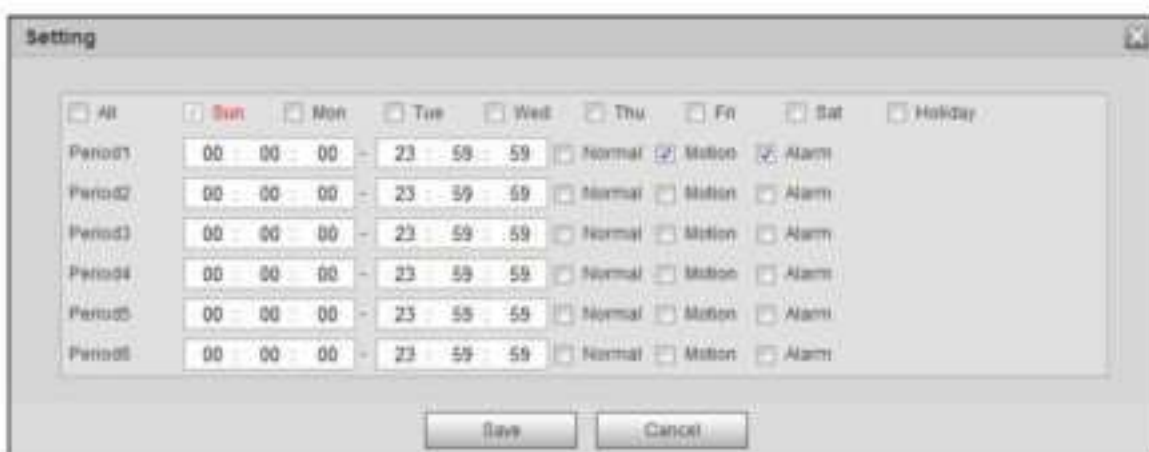 Setting
All Sun Mon Tue Wed Thu Fri Sat Holiday
Period1 00 : 00 : 00 - 23 : 59 : 59 Normal Motion Alarm
Period2 00 : 00 : 00 - 23 : 59 : 59 Normal Motion Alarm
Period3 00 : 00 : 00 - 23 : 59 : 59 Normal Motion Alarm
Period4 00 : 00 : 00 - 23 : 59 : 59 Normal Motion Alarm
Period5 00 : 00 : 00 - 23 : 59 : 59 Normal Motion Alarm
Period6 00 : 00 : 00 - 23 : 59 : 59 Normal Motion Alarm
Save Cancel